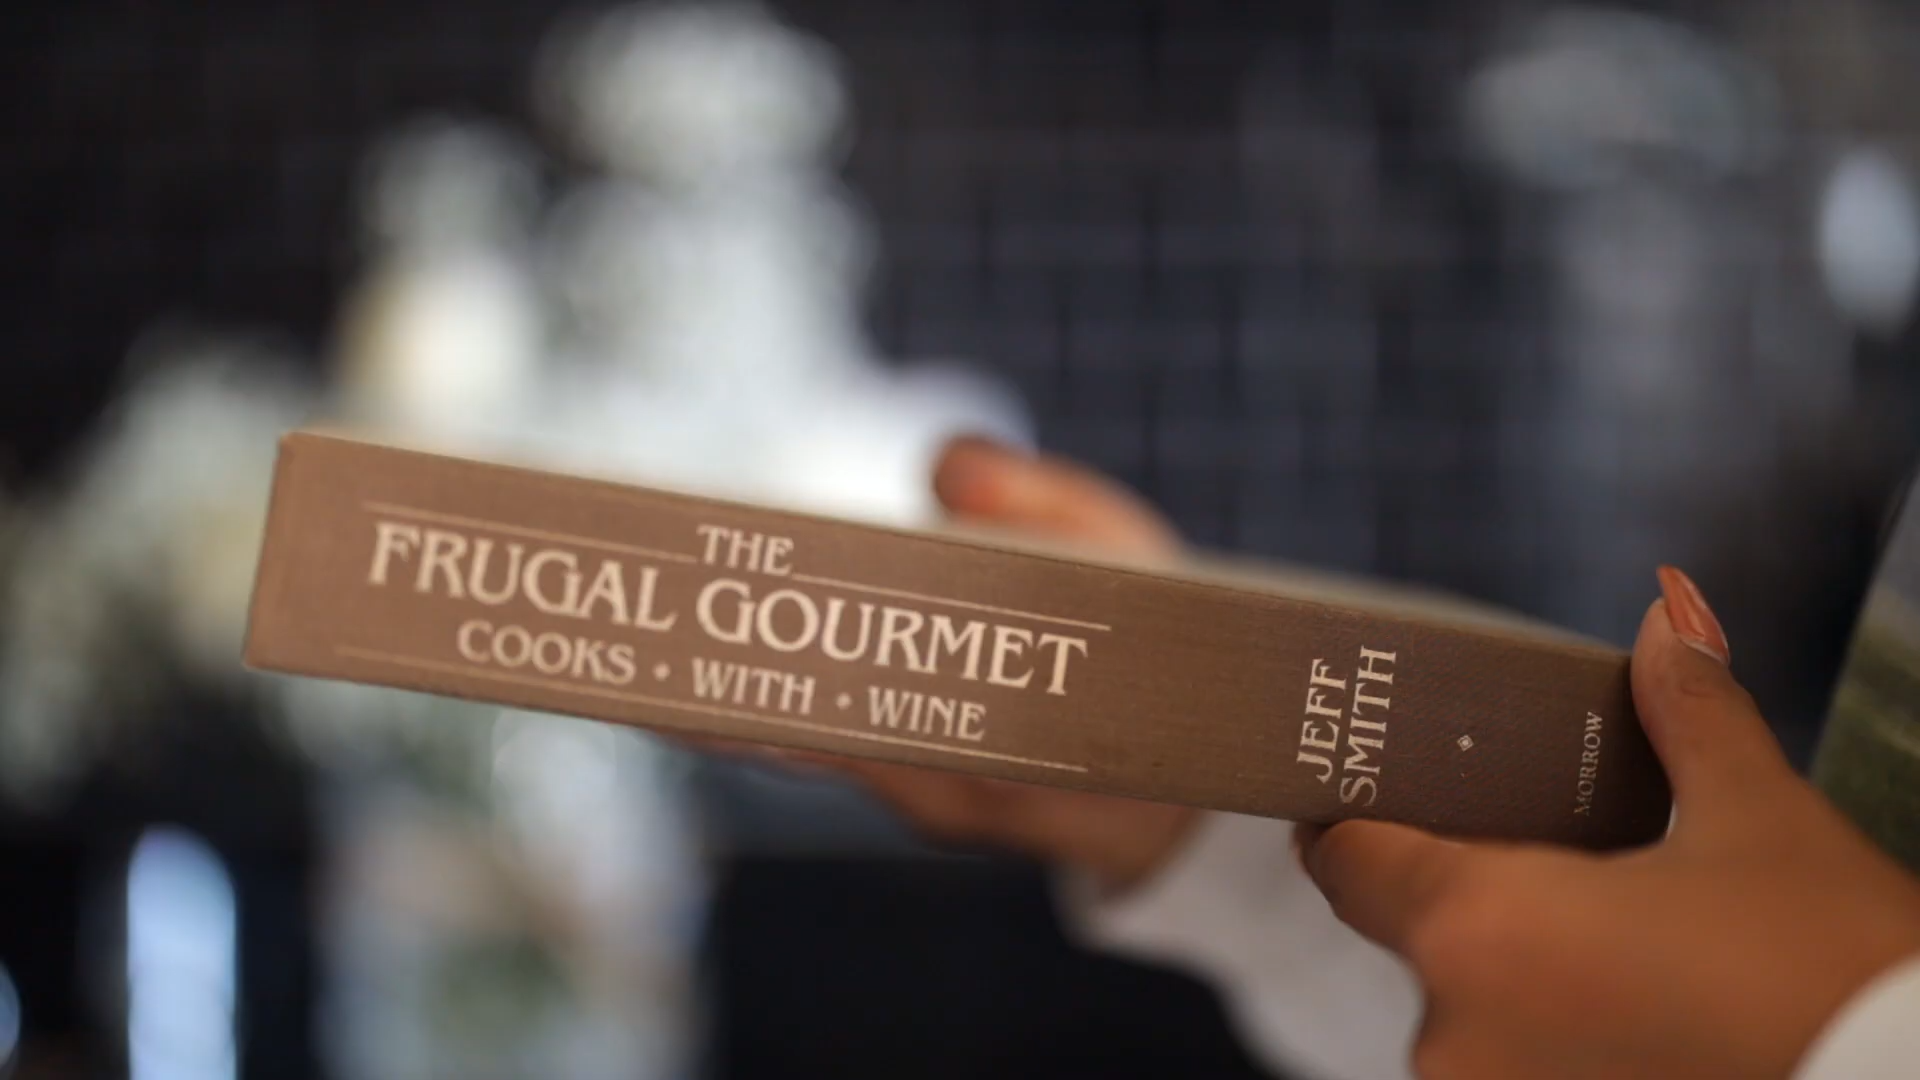 THE
FRUGAL GOURMET
COOKS • WITH • WINE
JEFF
SMITH
MORROW